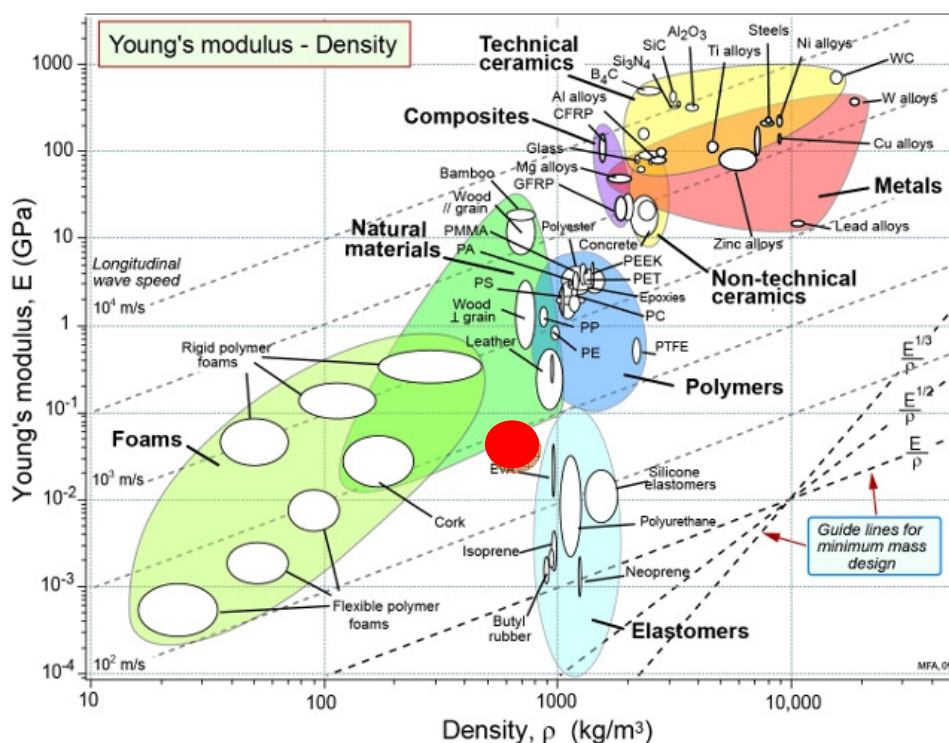 Young's modulus - Density
Young's modulus, E (GPa)
1000
100
10
1
10⁻¹
10⁻²
10⁻³
10⁻⁴
Technical
ceramics
B₄C
Si₃N₄
SiC
Al₂O₃
Ti alloys
Steels
Ni alloys
WC
W alloys
Cu alloys
Metals
Lead alloys
Zinc alloys
Al alloys
CFRP
Composites
Glass
Mg alloys
GFRP
Bamboo
Wood
// grain
Natural
materials
PMMA
PA
Polyester
Concrete
PEEK
PET
Epoxies
PC
Non-technical
ceramics
PS
Wood
⊥ grain
PP
PE
Leather
PTFE
Polymers
Longitudinal
wave speed
10⁴ m/s
Rigid polymer
foams
Foams
10³ m/s
Cork
EVA
Silicone
elastomers
Polyurethane
Isoprene
Neoprene
Butyl
rubber
Elastomers
Flexible polymer
foams
10² m/s
E^1/3
ρ
E^1/2
ρ
E
ρ
Guide lines for
minimum mass
design
MFA, 09
10
100
1000
10,000
Density, ρ (kg/m³)